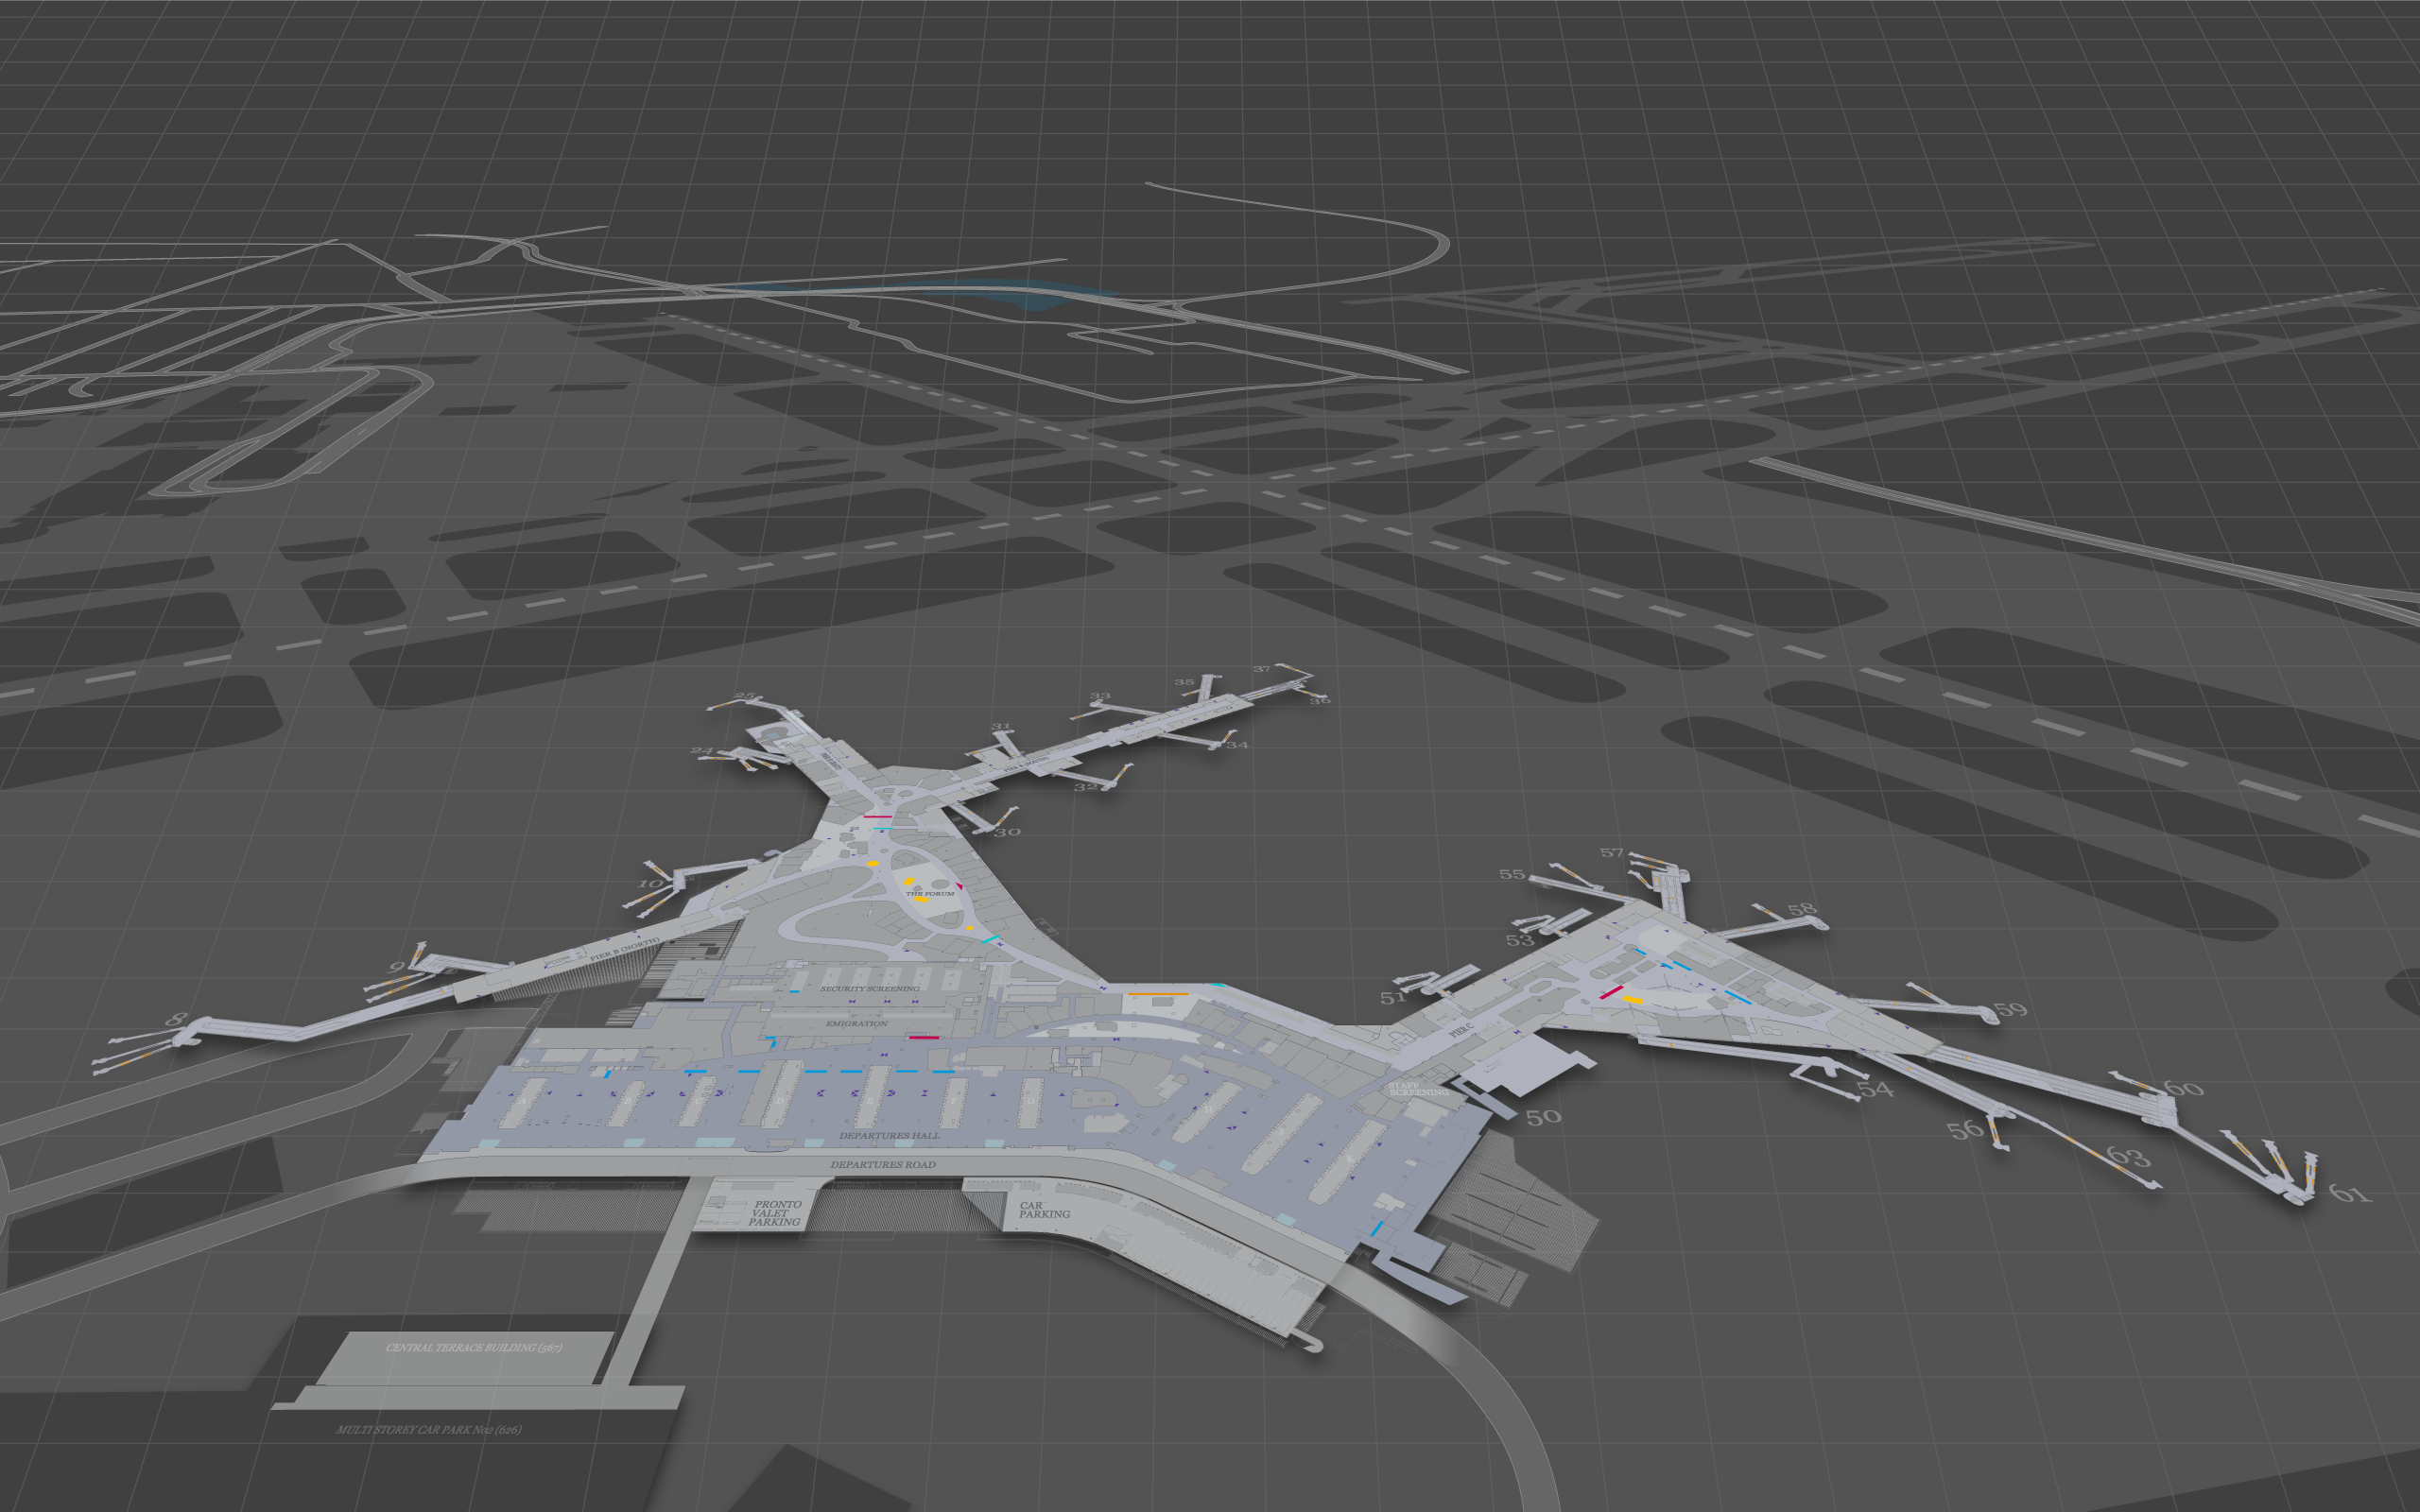 37
25
35
36
33
31
34
24
32
30
57
55
10
THE FORUM
58
53
PIER B (NORTH)
9
SECURITY SCREENING
51
59
8
EMIGRATION
PIER C
STAFF
SCREENING
54
60
50
DEPARTURES HALL
56
63
DEPARTURES ROAD
61
PRONTO
VALET
PARKING
CAR
PARKING
CENTRAL TERRACE BUILDING (567)
MULTI STOREY CAR PARK No2 (626)